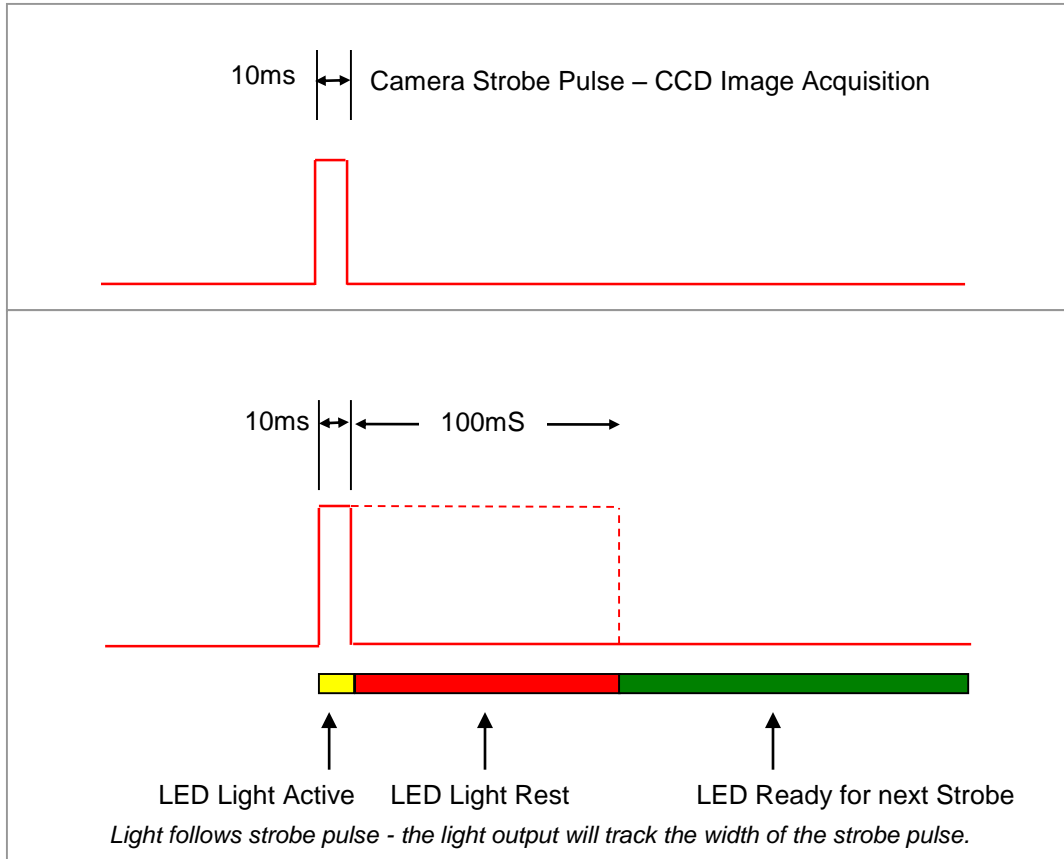 10ms
Camera Strobe Pulse – CCD Image Acquisition
10ms
100mS
LED Light Active
LED Light Rest
LED Ready for next Strobe
Light follows strobe pulse - the light output will track the width of the strobe pulse.